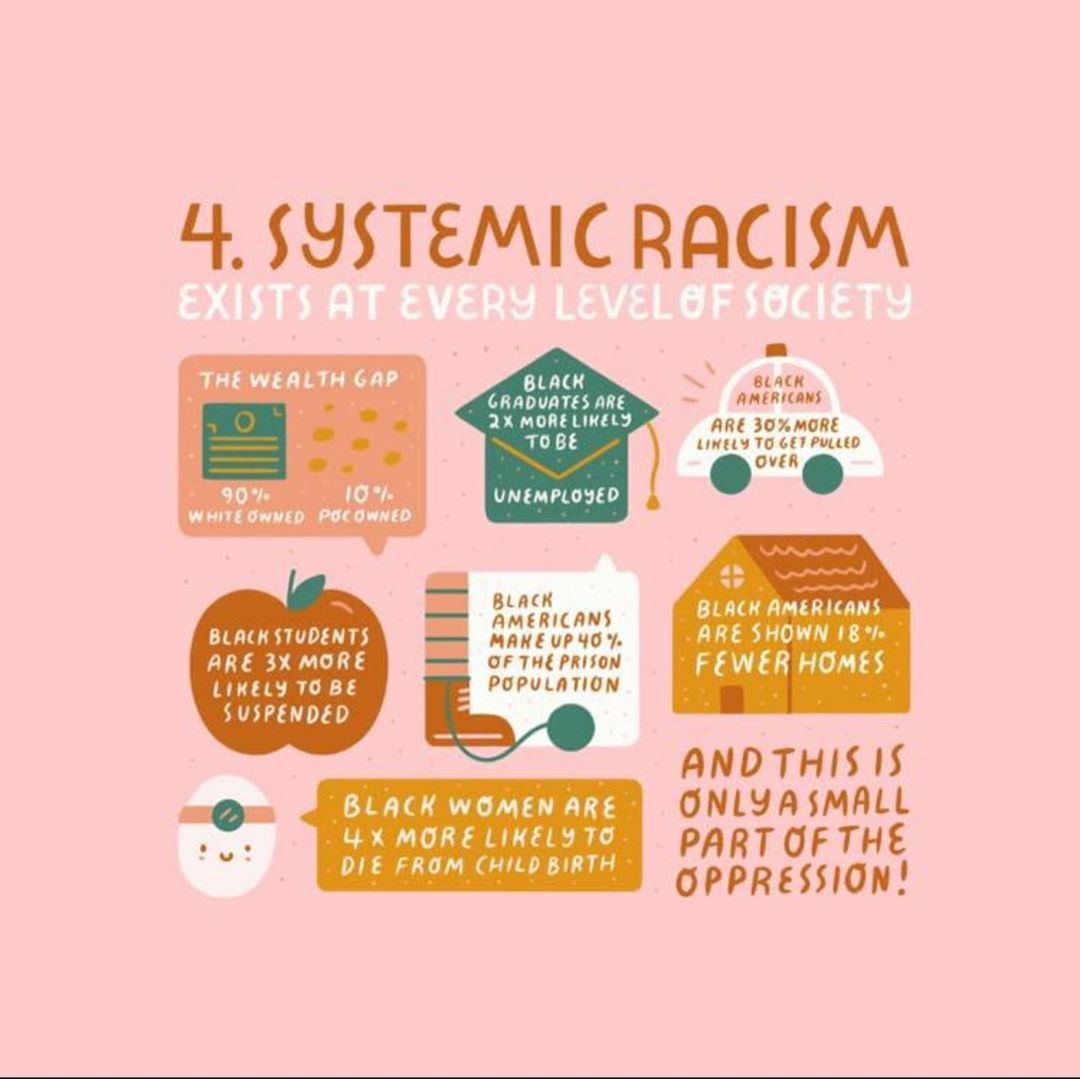 4. SYSTEMIC RACISM
EXISTS AT EVERY LEVEL OF SOCIETY
THE WEALTH GAP
90% 10%
WHITE OWNED POC OWNED
BLACK
GRADUATES ARE
2X MORE LIKELY
TO BE
UNEMPLOYED
BLACK
AMERICANS
ARE 30% MORE
LIKELY TO GET PULLED
OVER
BLACK STUDENTS
ARE 3X MORE
LIKELY TO BE
SUSPENDED
BLACK
AMERICANS
MAKE UP 40%
OF THE PRISON
POPULATION
BLACK AMERICANS
ARE SHOWN 18%
FEWER HOMES
BLACK WOMEN ARE
4X MORE LIKELY TO
DIE FROM CHILD BIRTH
AND THIS IS
ONLY A SMALL
PART OF THE
OPPRESSION!